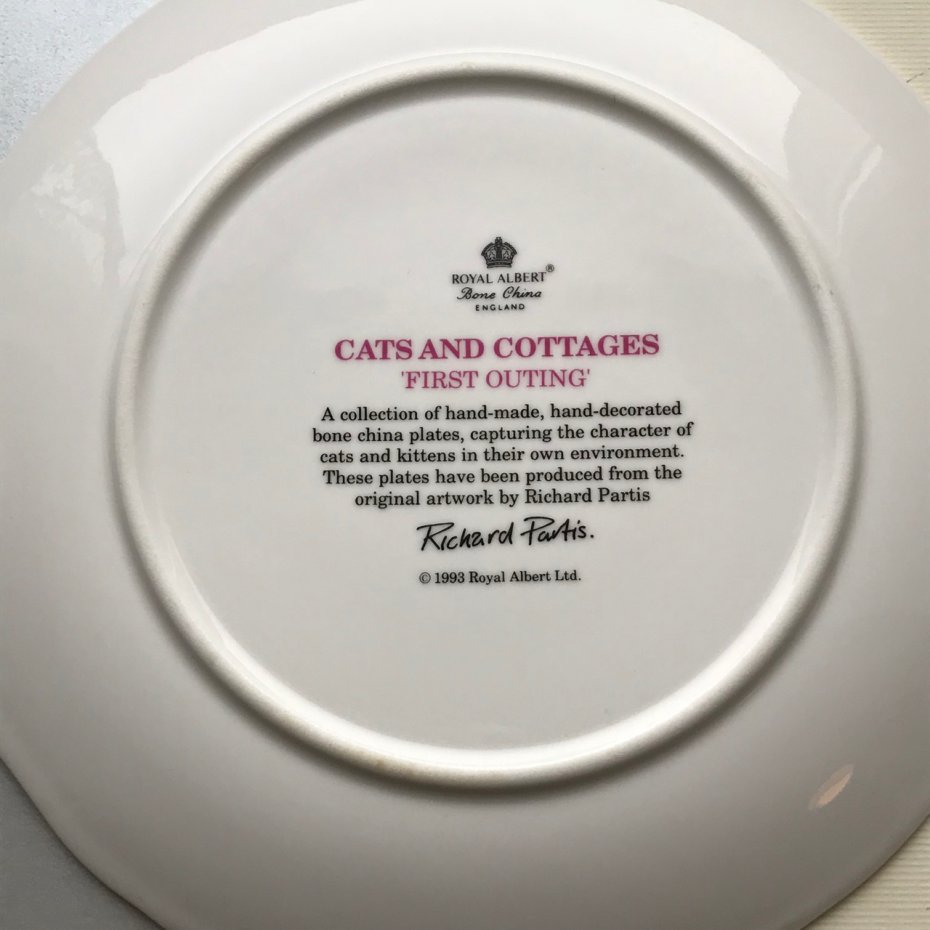 ROYAL ALBERT®
Bone China
ENGLAND
CATS AND COTTAGES
'FIRST OUTING'
A collection of hand-made, hand-decorated
bone china plates, capturing the character of
cats and kittens in their own environment.
These plates have been produced from the
original artwork by Richard Partis
Richard Partis.
© 1993 Royal Albert Ltd.